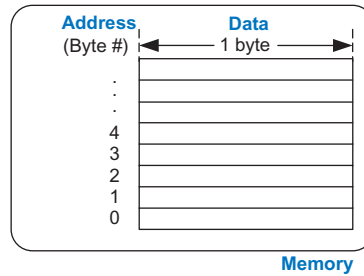 Address Data
(Byte #) 1 byte
.
.
.
4
3
2
1
0
Memory